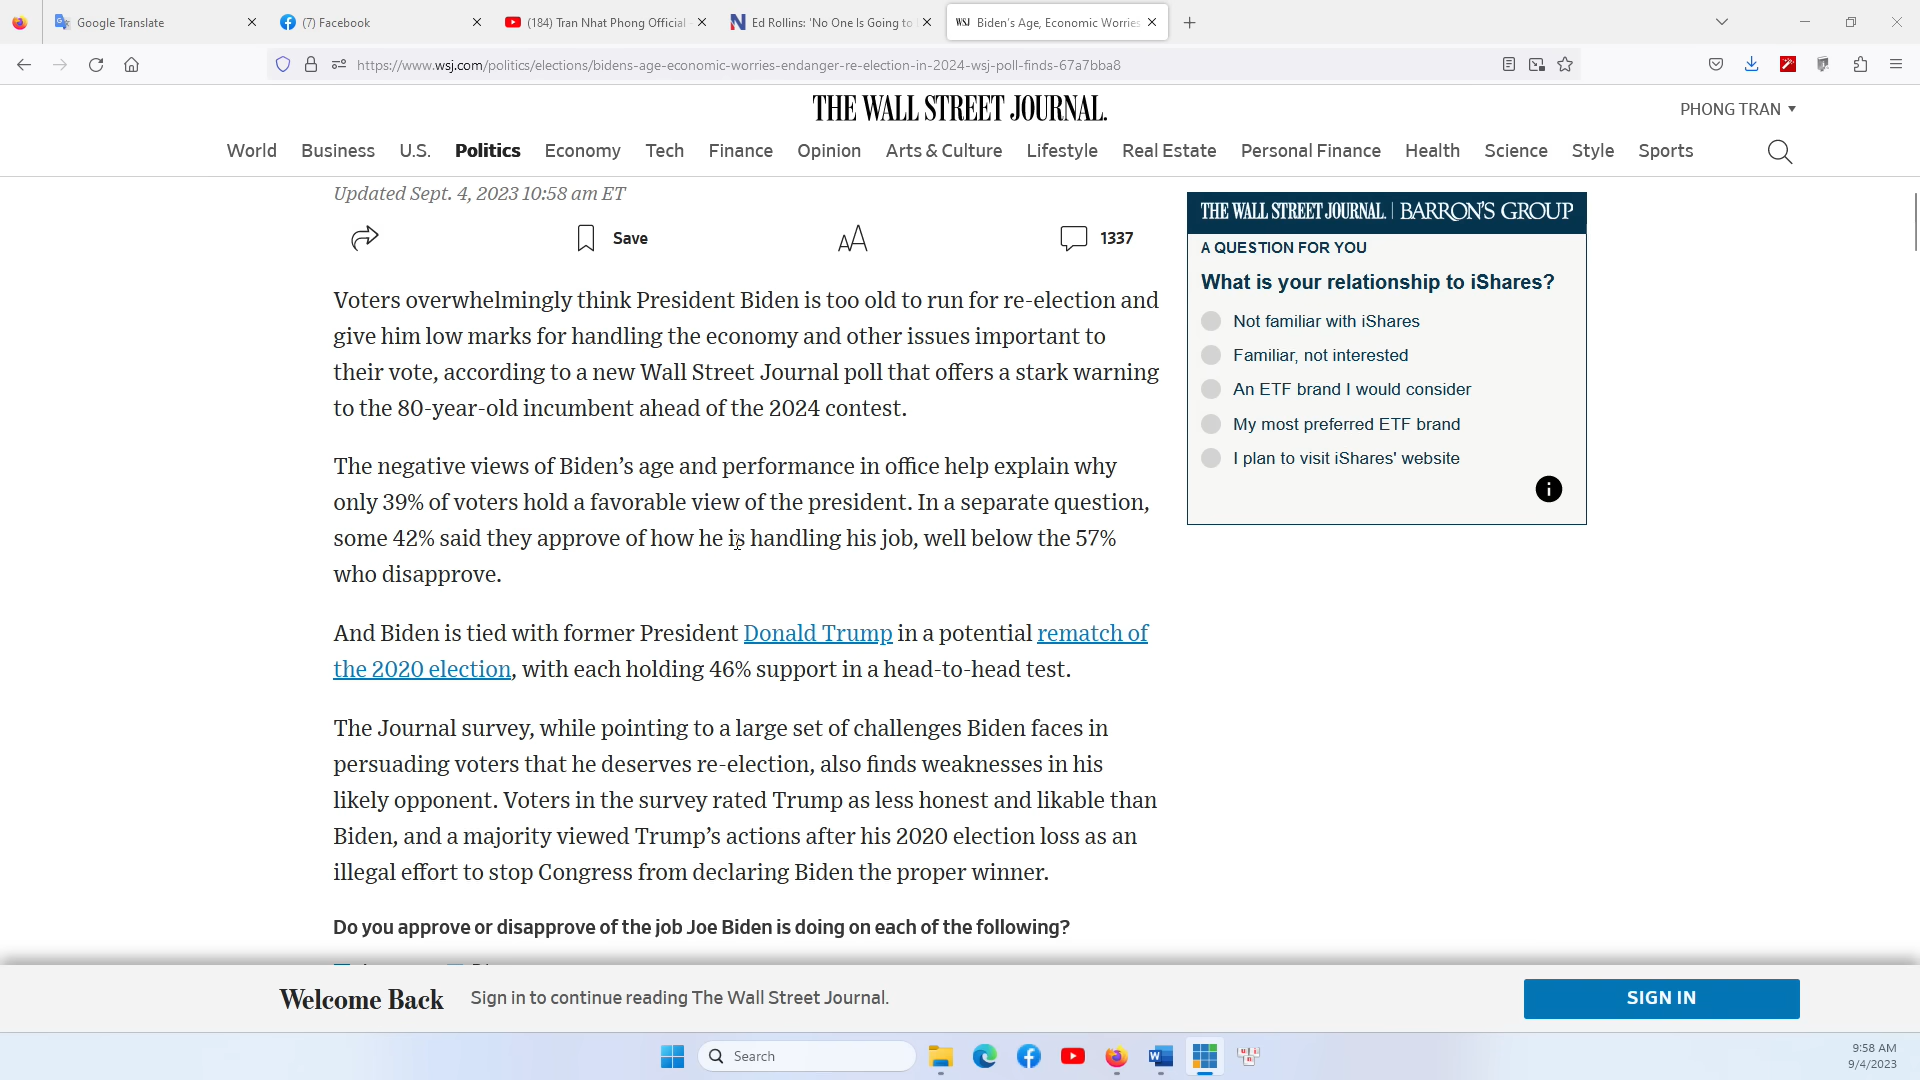 Google Translate
(7) Facebook
(184) Tran Nhat Phong Official -
Ed Rollins: 'No One Is Going to
WSJ Biden's Age, Economic Worries
https://www.wsj.com/politics/elections/bidens-age-economic-worries-endanger-re-election-in-2024-wsj-poll-finds-67a7bba8
THE WALL STREET JOURNAL.
PHONG TRAN
World Business U.S. Politics Economy Tech Finance Opinion Arts & Culture Lifestyle Real Estate Personal Finance Health Science Style Sports
Updated Sept. 4, 2023 10:58 am ET
Save
AA
1337
Voters overwhelmingly think President Biden is too old to run for re-election and
give him low marks for handling the economy and other issues important to
their vote, according to a new Wall Street Journal poll that offers a stark warning
to the 80-year-old incumbent ahead of the 2024 contest.
The negative views of Biden's age and performance in office help explain why
only 39% of voters hold a favorable view of the president. In a separate question,
some 42% said they approve of how he is handling his job, well below the 57%
who disapprove.
And Biden is tied with former President Donald Trump in a potential rematch of
the 2020 election, with each holding 46% support in a head-to-head test.
The Journal survey, while pointing to a large set of challenges Biden faces in
persuading voters that he deserves re-election, also finds weaknesses in his
likely opponent. Voters in the survey rated Trump as less honest and likable than
Biden, and a majority viewed Trump's actions after his 2020 election loss as an
illegal effort to stop Congress from declaring Biden the proper winner.
Do you approve or disapprove of the job Joe Biden is doing on each of the following?
THE WALL STREET JOURNAL. | BARRON'S GROUP
A QUESTION FOR YOU
What is your relationship to iShares?
Not familiar with iShares
Familiar, not interested
An ETF brand I would consider
My most preferred ETF brand
I plan to visit iShares' website
Welcome Back
Sign in to continue reading The Wall Street Journal.
SIGN IN
Search
9:58 AM
9/4/2023